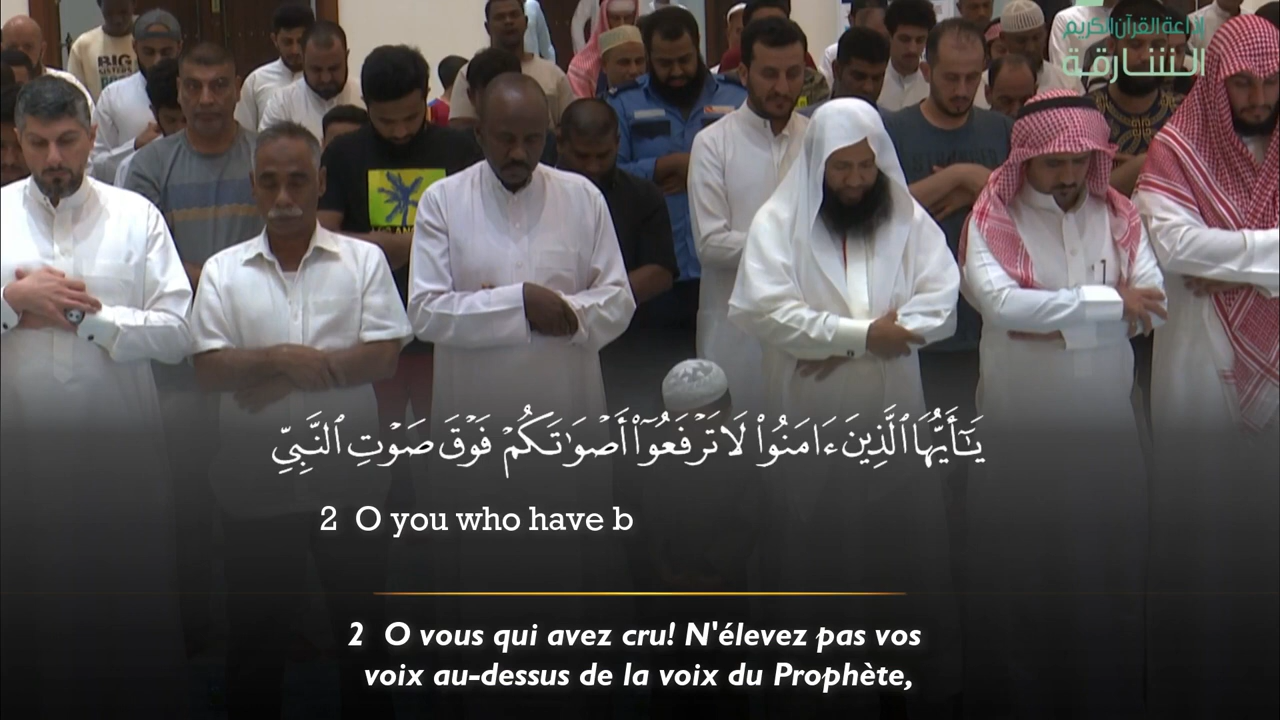 إذاعة القرآن الكريم
الشارقة
BIG
يَـٰٓأَيُّهَا ٱلَّذِينَ ءَامَنُوا۟ لَا تَرْفَعُوٓا۟ أَصْوَٰتَكُمْ فَوْقَ صَوْتِ ٱلنَّبِىِّ
2 O you who have b
2 O vous qui avez cru! N'élevez pas vos
voix au-dessus de la voix du Prophète,